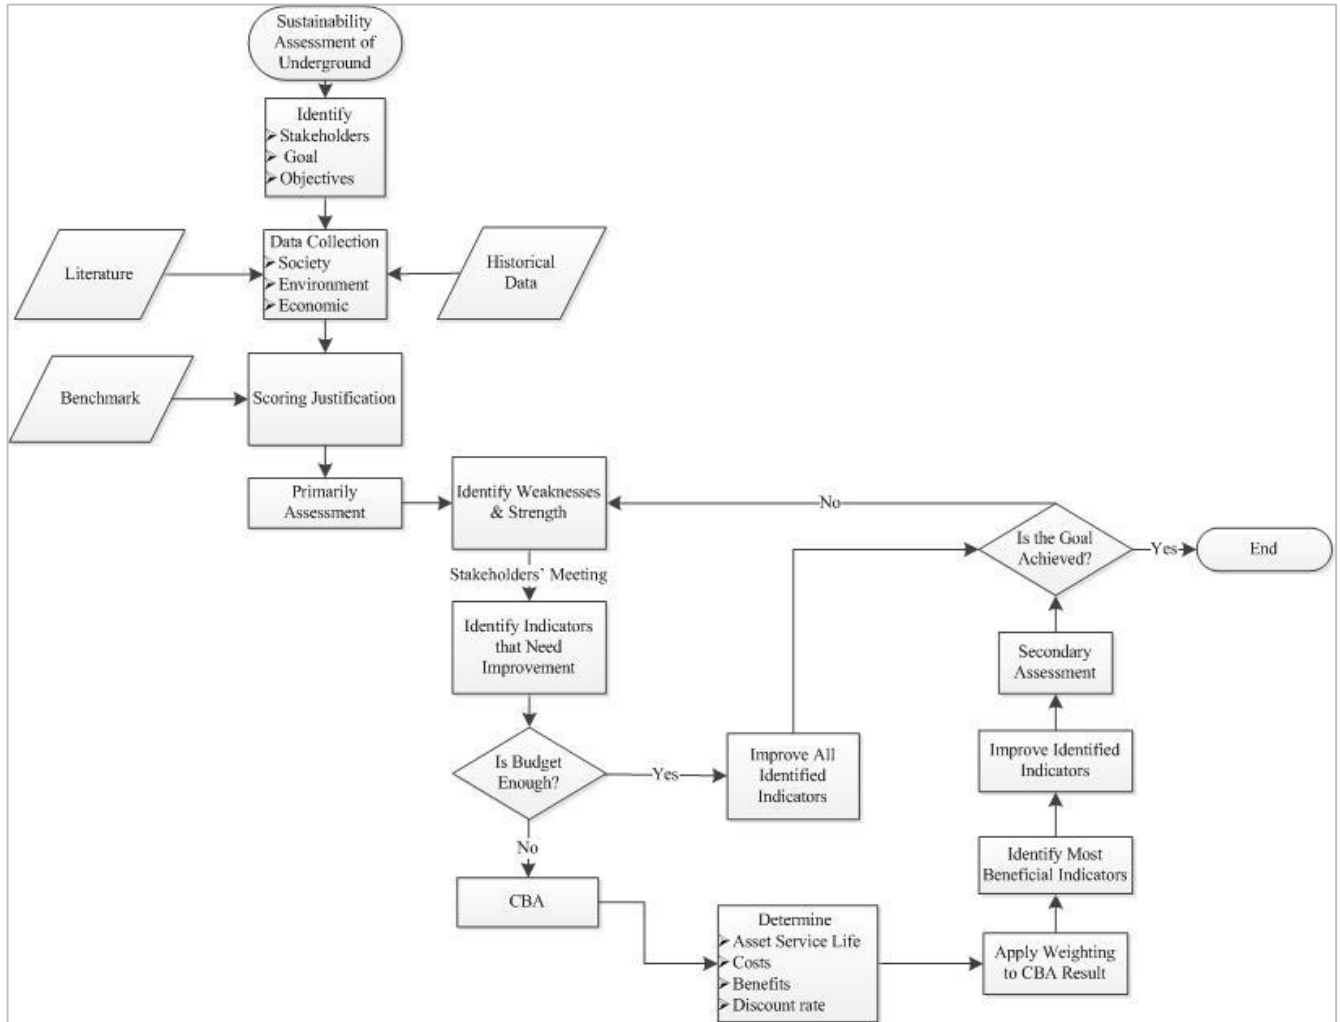 Sustainability
Assessment of
Underground
Identify
Stakeholders
Goal
Objectives
Literature
Data Collection
Society
Environment
Economic
Historical
Data
Benchmark
Scoring Justification
Primarily
Assessment
Identify Weaknesses
& Strength
No
Is the Goal
Achieved?
Yes
End
Stakeholders' Meeting
Identify Indicators
that Need
Improvement
Secondary
Assessment
Is Budget
Enough?
Yes
Improve All
Identified
Indicators
Improve Identified
Indicators
No
CBA
Identify Most
Beneficial Indicators
Determine
Asset Service Life
Costs
Benefits
Discount rate
Apply Weighting
to CBA Result